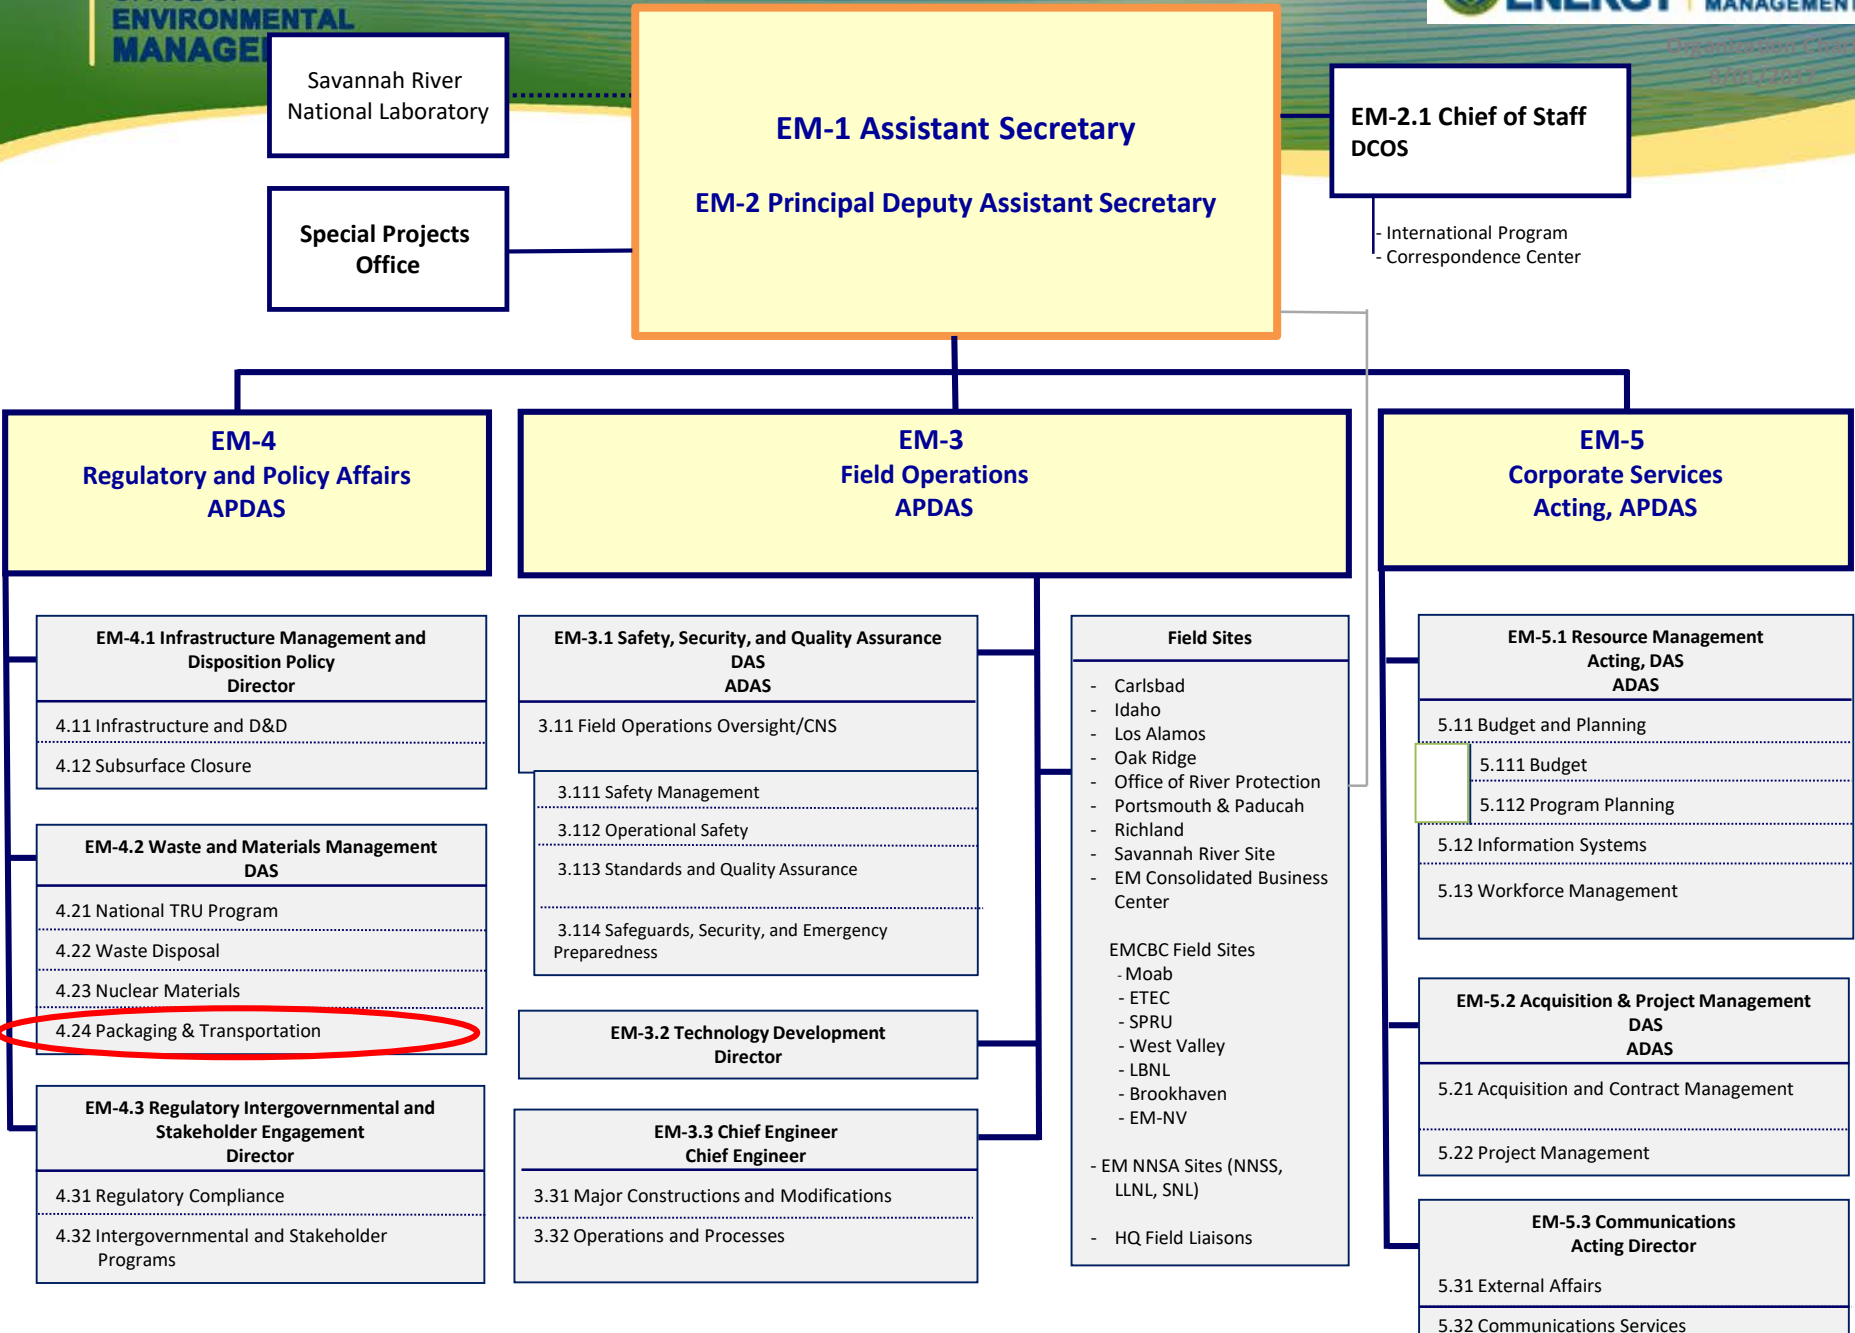 ENVIRONMENTAL
ENERGY
MANAGEMENT
Organization Chart
Savannah River
National Laboratory
Special Projects
Office
EM-1 Assistant Secretary
EM-2 Principal Deputy Assistant Secretary
EM-2.1 Chief of Staff
DCOS
- International Program
- Correspondence Center
EM-4
Regulatory and Policy Affairs
APDAS
EM-4.1 Infrastructure Management and
Disposition Policy
Director
4.11 Infrastructure and D&D
4.12 Subsurface Closure
EM-4.2 Waste and Materials Management
DAS
4.21 National TRU Program
4.22 Waste Disposal
4.23 Nuclear Materials
4.24 Packaging & Transportation
EM-4.3 Regulatory Intergovernmental and
Stakeholder Engagement
Director
4.31 Regulatory Compliance
4.32 Intergovernmental and Stakeholder
Programs
EM-3
Field Operations
APDAS
EM-3.1 Safety, Security, and Quality Assurance
DAS
ADAS
3.11 Field Operations Oversight/CNS
3.111 Safety Management
3.112 Operational Safety
3.113 Standards and Quality Assurance
3.114 Safeguards, Security, and Emergency
Preparedness
EM-3.2 Technology Development
Director
EM-3.3 Chief Engineer
Chief Engineer
3.31 Major Constructions and Modifications
3.32 Operations and Processes
Field Sites
- Carlsbad
- Idaho
- Los Alamos
- Oak Ridge
- Office of River Protection
- Portsmouth & Paducah
- Richland
- Savannah River Site
- EM Consolidated Business
Center
EMCBC Field Sites
- Moab
- ETEC
- SPRU
- West Valley
- LBNL
- Brookhaven
- EM-NV
- EM NNSA Sites (NNSS,
LLNL, SNL)
- HQ Field Liaisons
EM-5
Corporate Services
Acting, APDAS
EM-5.1 Resource Management
Acting, DAS
ADAS
5.11 Budget and Planning
5.111 Budget
5.112 Program Planning
5.12 Information Systems
5.13 Workforce Management
EM-5.2 Acquisition & Project Management
DAS
ADAS
5.21 Acquisition and Contract Management
5.22 Project Management
EM-5.3 Communications
Acting Director
5.31 External Affairs
5.32 Communications Services